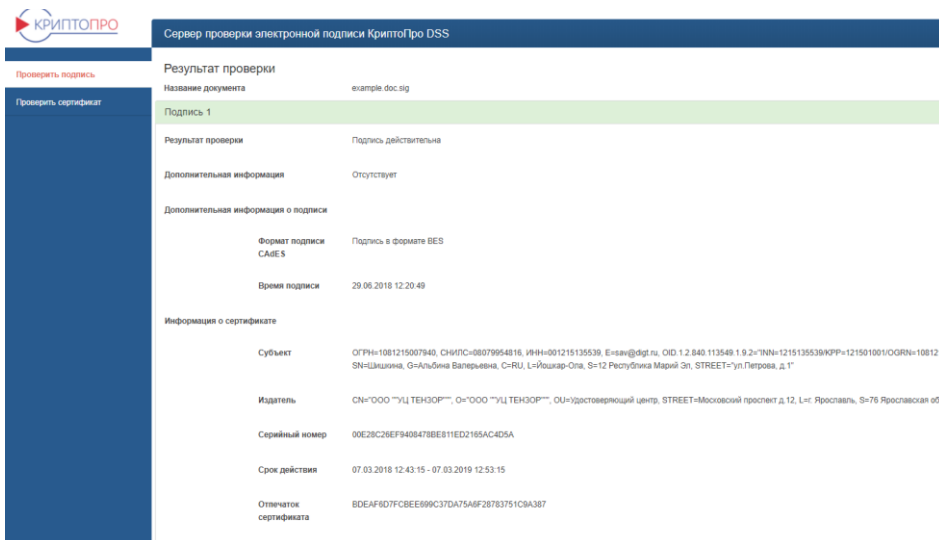 КРИПТОПРО
Сервер проверки электронной подписи КриптоПро DSS
Проверить подпись
Проверить сертификат
Результат проверки
Название документа example.doc.sig
Подпись 1
Результат проверки Подпись действительна
Дополнительная информация Отсутствует
Дополнительная информация о подписи
Формат подписи CAdES Подпись в формате BES
Время подписи 29.06.2018 12:20:49
Информация о сертификате
Субъект ОГРН=1081215007940, СНИЛС=08079954816, ИНН=001215135539, E=sav@digt.ru, OID.1.2.840.113549.1.9.2="INN=1215135539/KPP=121501001/OGRN=10812
SN=Шишкина, G=Альбина Валерьевна, C=RU, L=Йошкар-Ола, S=12 Республика Марий Эл, STREET="ул.Петрова, д.1"
Издатель CN="ООО ""УЦ ТЕНЗОР""", O="ООО ""УЦ ТЕНЗОР""", OU=Удостоверяющий центр, STREET=Московский проспект д.12, L=г. Ярославль, S=76 Ярославская об
Серийный номер 00E28C26EF9408478BE811ED2165AC4D5A
Срок действия 07.03.2018 12:43:15 - 07.03.2019 12:53:15
Отпечаток сертификата BDEAF6D7FCBEE699C37DA75A6F28783751C9A387